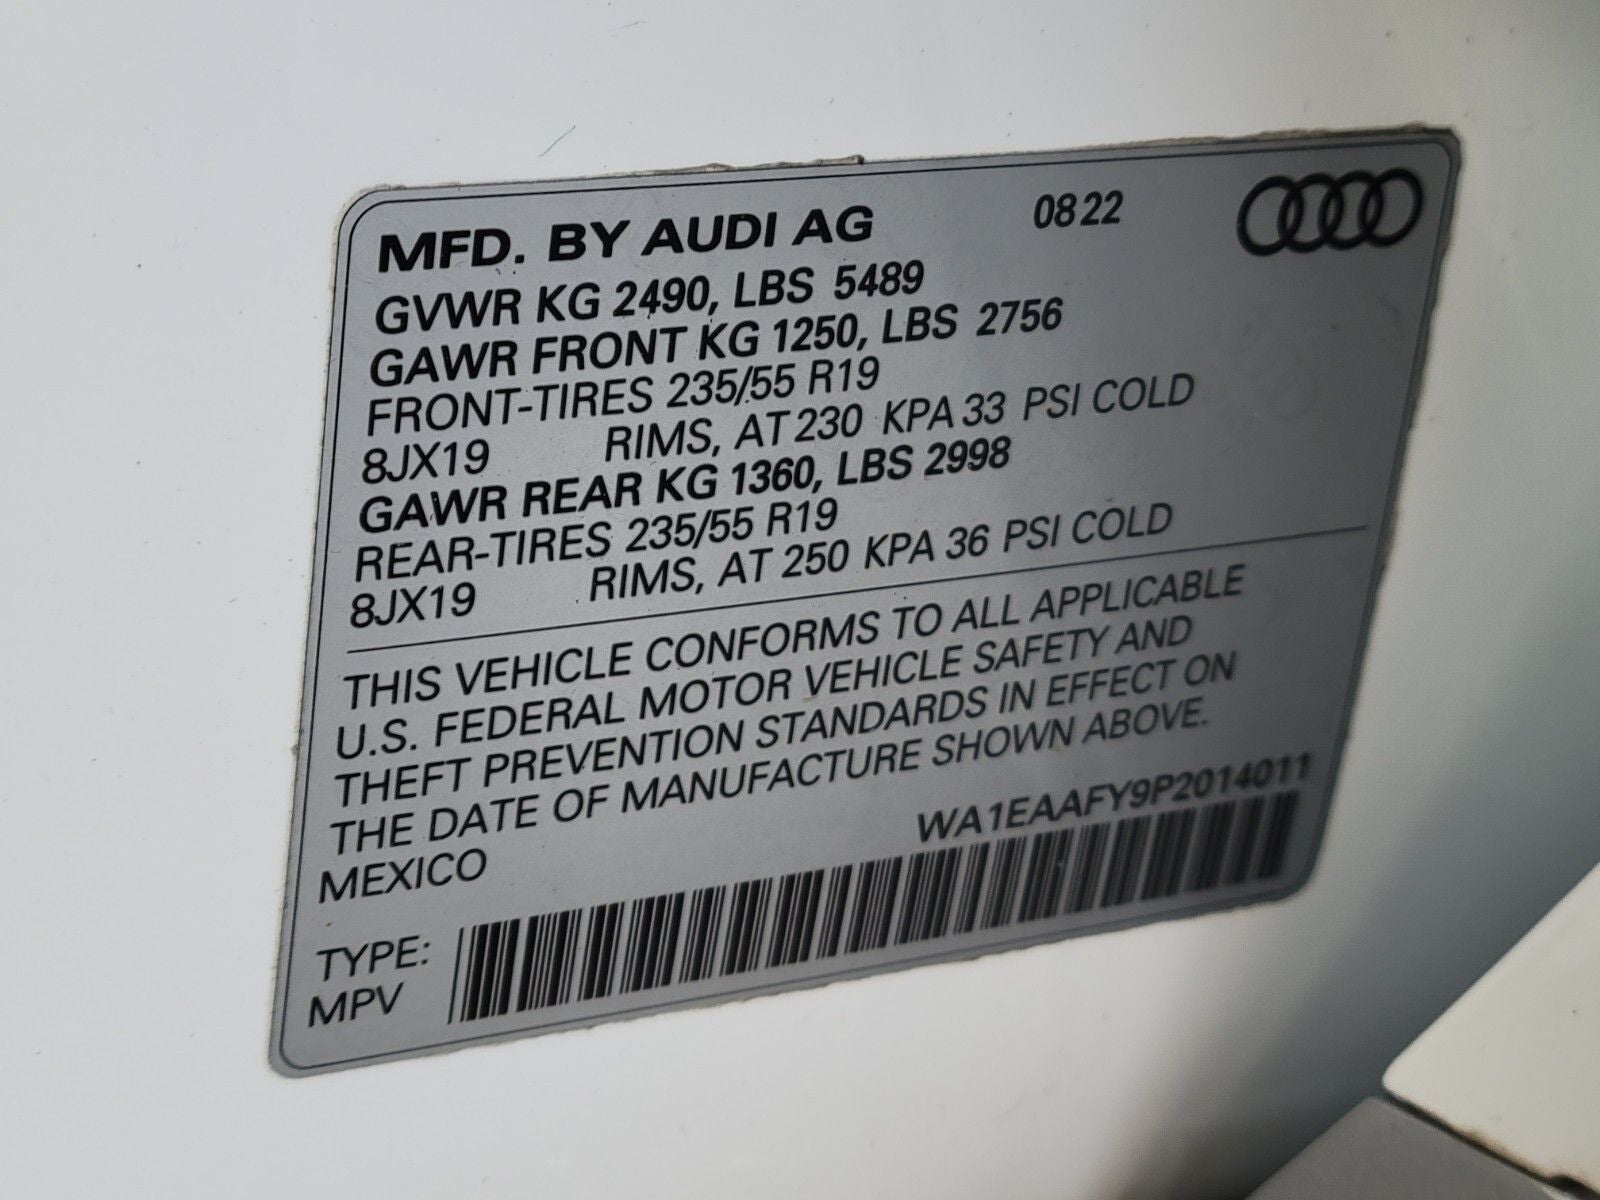 MFD. BY AUDI AG 0822
GVWR KG 2490, LBS 5489
GAWR FRONT KG 1250, LBS 2756
FRONT-TIRES 235/55 R19
8JX19 RIMS, AT 230 KPA 33 PSI COLD
GAWR REAR KG 1360, LBS 2998
REAR-TIRES 235/55 R19
8JX19 RIMS, AT 250 KPA 36 PSI COLD
THIS VEHICLE CONFORMS TO ALL APPLICABLE
U.S. FEDERAL MOTOR VEHICLE SAFETY AND
THEFT PREVENTION STANDARDS IN EFFECT ON
THE DATE OF MANUFACTURE SHOWN ABOVE.
MEXICO WA1EAAFY9P2014011
TYPE:
MPV